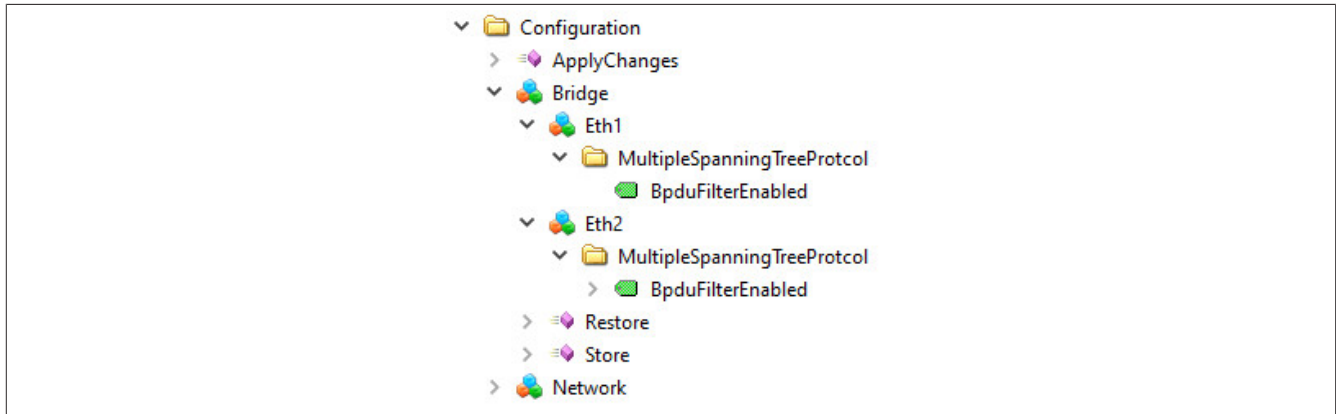 Configuration
ApplyChanges
Bridge
Eth1
MultipleSpanningTreeProtcol
BpduFilterEnabled
Eth2
MultipleSpanningTreeProtcol
BpduFilterEnabled
Restore
Store
Network